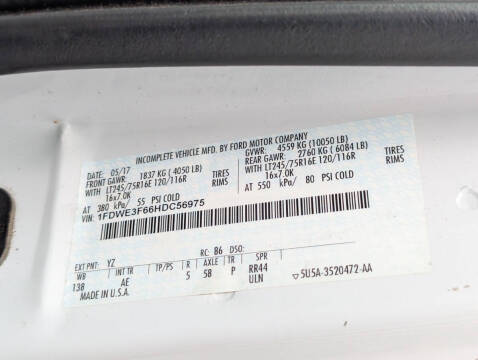 INCOMPLETE VEHICLE MFD. BY FORD MOTOR COMPANY
DATE: 05/17 GVWR: 4559 KG (10050 LB)
FRONT GAWR: 1837 KG (4050 LB) REAR GAWR: 2760 KG (6084 LB)
WITH LT245/75R16E 120/116R TIRES WITH LT245/75R16E 120/116R TIRES
16x7.0K RIMS 16x7.0K RIMS
AT 380 kPa/ 55 PSI COLD AT 550 kPa/ 80 PSI COLD
VIN: 1FDWE3F66HDC56975
EXT PNT: YZ RC: 86 DSO:
WB INT TR TP/PS R AXLE TR SPR
138 AE 5 58 P RR44
MADE IN U.S.A. ULN 5U5A-3520472-AA